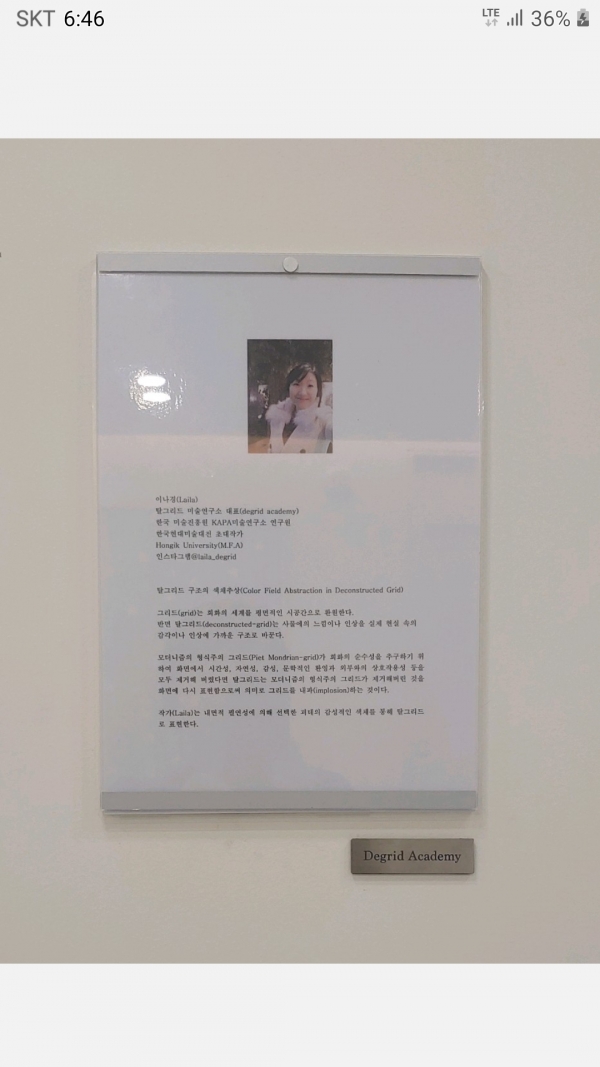 SKT 6:46
LTE
36%
이나경(Laila)
탈그리드 미술연구소 대표(degrid academy)
한국 미술진흥원 KAPA미술연구소 연구원
한국현대미술대전 초대작가
Hongik University(M.F.A)
인스타그램@laila_degrid
탈그리드 구조의 색채추상(Color Field Abstraction in Deconstructed Grid)
그리드(grid)는 회화의 세계를 평면적인 시공간으로 환원한다.
반면 탈그리드(deconstructed-grid)는 사물에의 느낌이나 인상을 실제 현실 속의
감각이나 인상에 가까운 구조로 바꾼다.
모더니즘의 형식주의 그리드(Piet Mondrian-grid)가 회화의 순수성을 추구하기 위
하여 화면에서 시간성, 자연성, 감성, 문학적인 환영과 외부와의 상호작용성 등을
모두 제거해 버렸다면 탈그리드는 모더니즘의 형식주의 그리드가 제거해버린 것을
화면에 다시 표현함으로써 의미로 그리드를 내파(implosion)하는 것이다.
작가(Laila)는 내면적 필연성에 의해 선택한 의 감성적인 색채를 통해 탈그리드
로 표현한다.
Degrid Academy